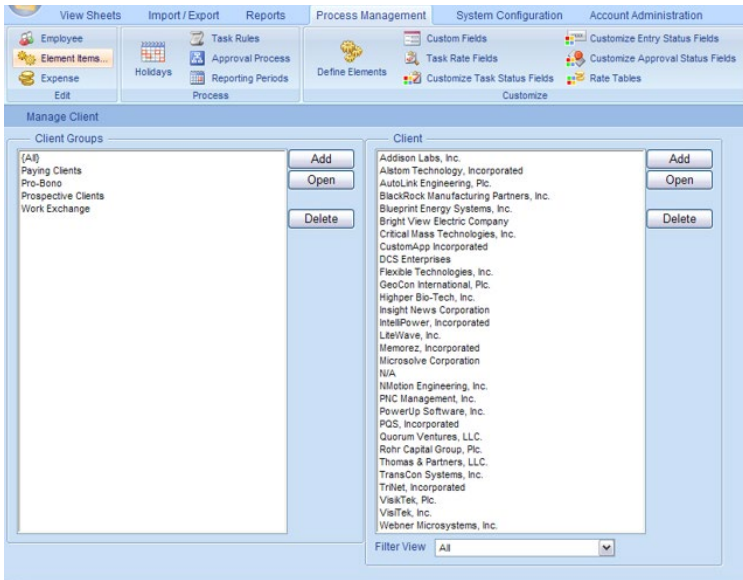 View Sheets Import / Export Reports Process Management System Configuration Account Administration
Employee
Element Items...
Expense
Edit
Holidays
Task Rules
Approval Process
Reporting Periods
Process
Define Elements
Custom Fields
Task Rate Fields
Customize Task Status Fields
Customize Entry Status Fields
Customize Approval Status Fields
Rate Tables
Customize
Manage Client
Client Groups
{All}
Paying Clients
Pro-Bono
Prospective Clients
Work Exchange
Add
Open
Delete
Client
Addison Labs, Inc.
Alstom Technology, Incorporated
AutoLink Engineering, Plc.
BlackRock Manufacturing Partners, Inc.
Blueprint Energy Systems, Inc.
Bright View Electric Company
Critical Mass Technologies, Inc.
CustomApp Incorporated
DCS Enterprises
Flexible Technologies, Inc.
GeoCon International, Plc.
Highper Bio-Tech, Inc.
Insight News Corporation
IntelliPower, Incorporated
LiteWave, Inc.
Memorez, Incorporated
Microsolve Corporation
N/A
NMotion Engineering, Inc.
PNC Management, Inc.
PowerUp Software, Inc.
PQS, Incorporated
Quorum Ventures, LLC.
Rohr Capital Group, Plc.
Thomas & Partners, LLC.
TransCon Systems, Inc.
TriNet, Incorporated
VisikTek, Plc.
VisiTek, Inc.
Webner Microsystems, Inc.
Add
Open
Delete
Filter View All